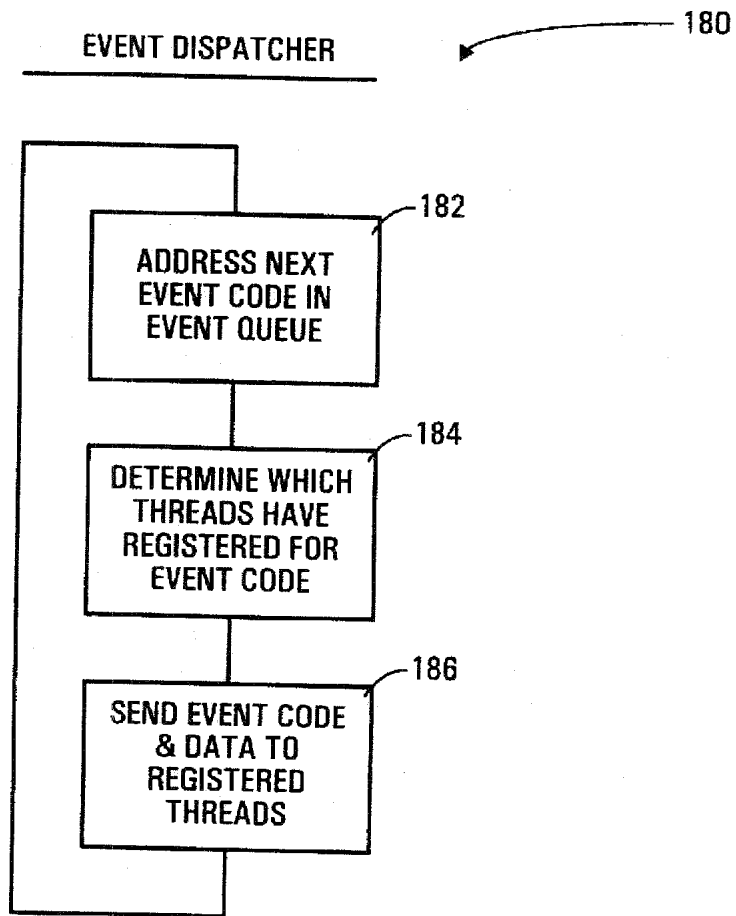 EVENT DISPATCHER
180
182
ADDRESS NEXT
EVENT CODE IN
EVENT QUEUE
184
DETERMINE WHICH
THREADS HAVE
REGISTERED FOR
EVENT CODE
186
SEND EVENT CODE
& DATA TO
REGISTERED
THREADS